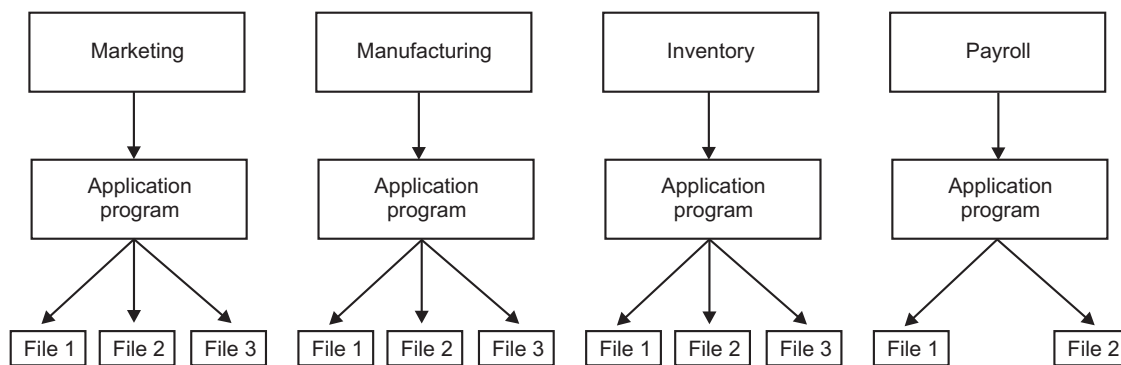 Marketing
Manufacturing
Inventory
Payroll
Application
program
Application
program
Application
program
Application
program
File 1
File 2
File 3
File 1
File 2
File 3
File 1
File 2
File 3
File 1
File 2